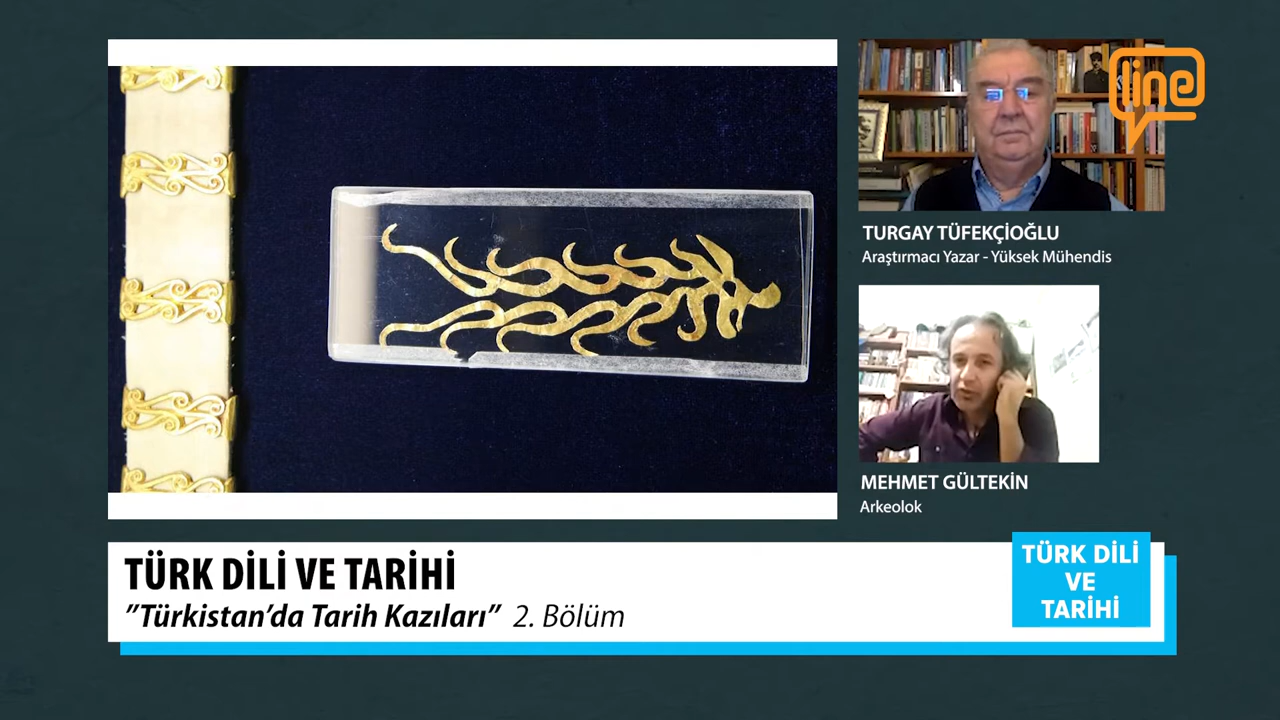 line
TURGAY TÜFEKÇİOĞLU
Araştırmacı Yazar - Yüksek Mühendis
MEHMET GÜLTEKİN
Arkeolok
TÜRK DİLİ VE TARİHİ
”Türkistan’da Tarih Kazıları” 2. Bölüm
TÜRK DİLİ
VE
TARİHİ